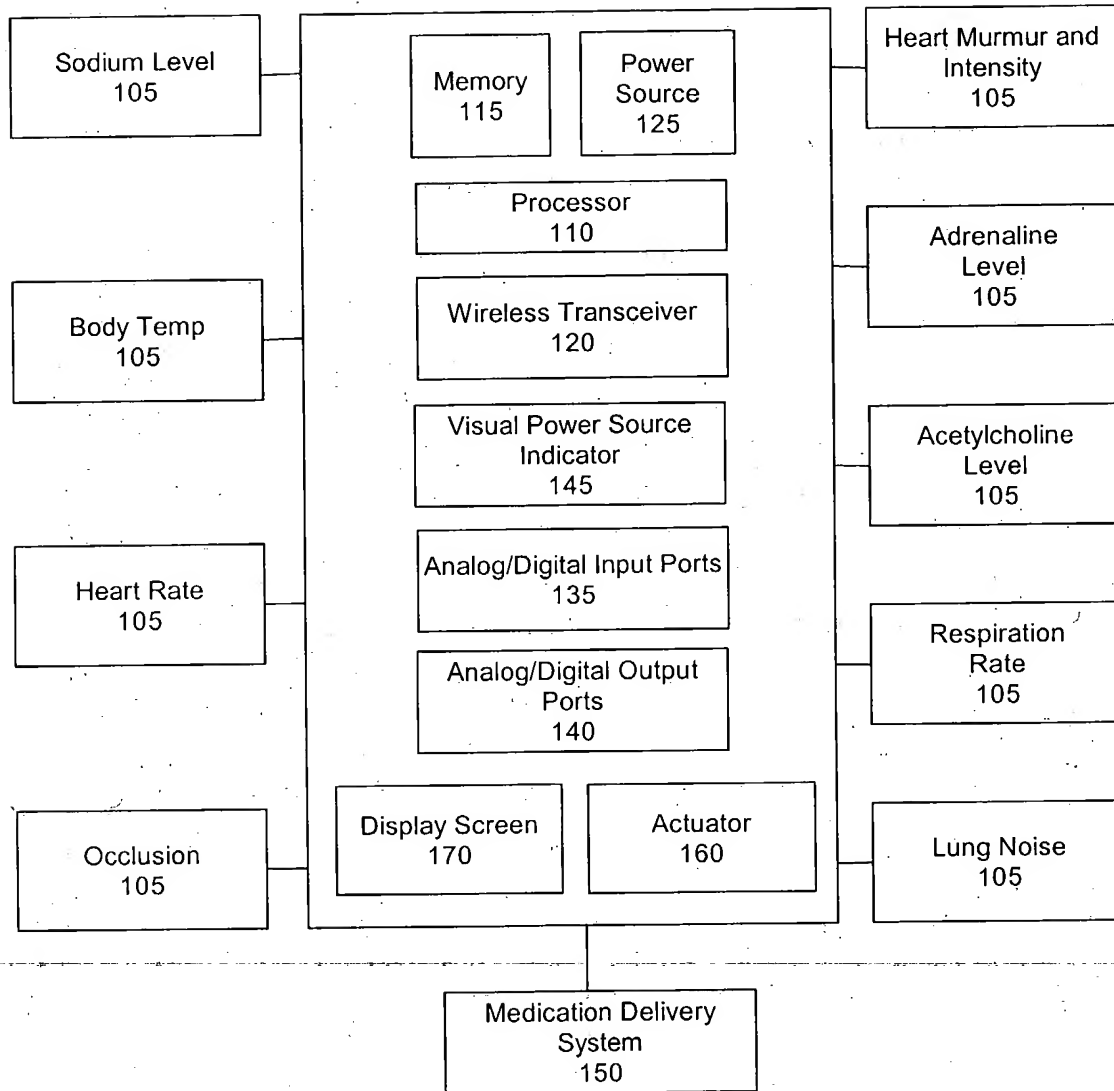 Sodium Level
105
Body Temp
105
Heart Rate
105
Occlusion
105
Memory
115
Power
Source
125
Processor
110
Wireless Transceiver
120
Visual Power Source
Indicator
145
Analog/Digital Input Ports
135
Analog/Digital Output
Ports
140
Display Screen
170
Actuator
160
Heart Murmur and
Intensity
105
Adrenaline
Level
105
Acetylcholine
Level
105
Respiration
Rate
105
Lung Noise
105
Medication Delivery
System
150